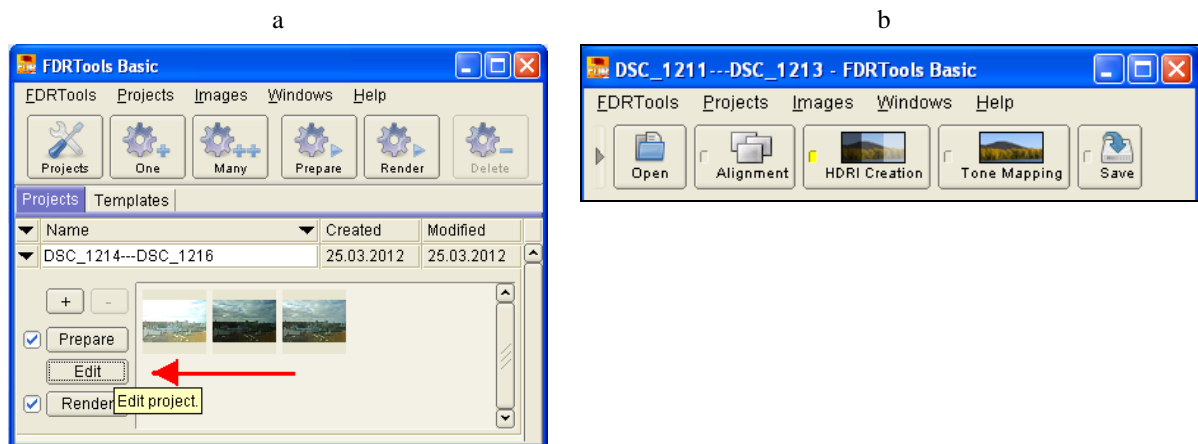 a
FDRTools Basic
FDRTools Projects Images Windows Help
Projects One Many Prepare Render Delete
Projects Templates
Name Created Modified
DSC_1214---DSC_1216 25.03.2012 25.03.2012
+ -
Prepare
Edit
Edit project.
Render
b
DSC_1211---DSC_1213 - FDRTools Basic
FDRTools Projects Images Windows Help
Open Alignment HDRI Creation Tone Mapping Save